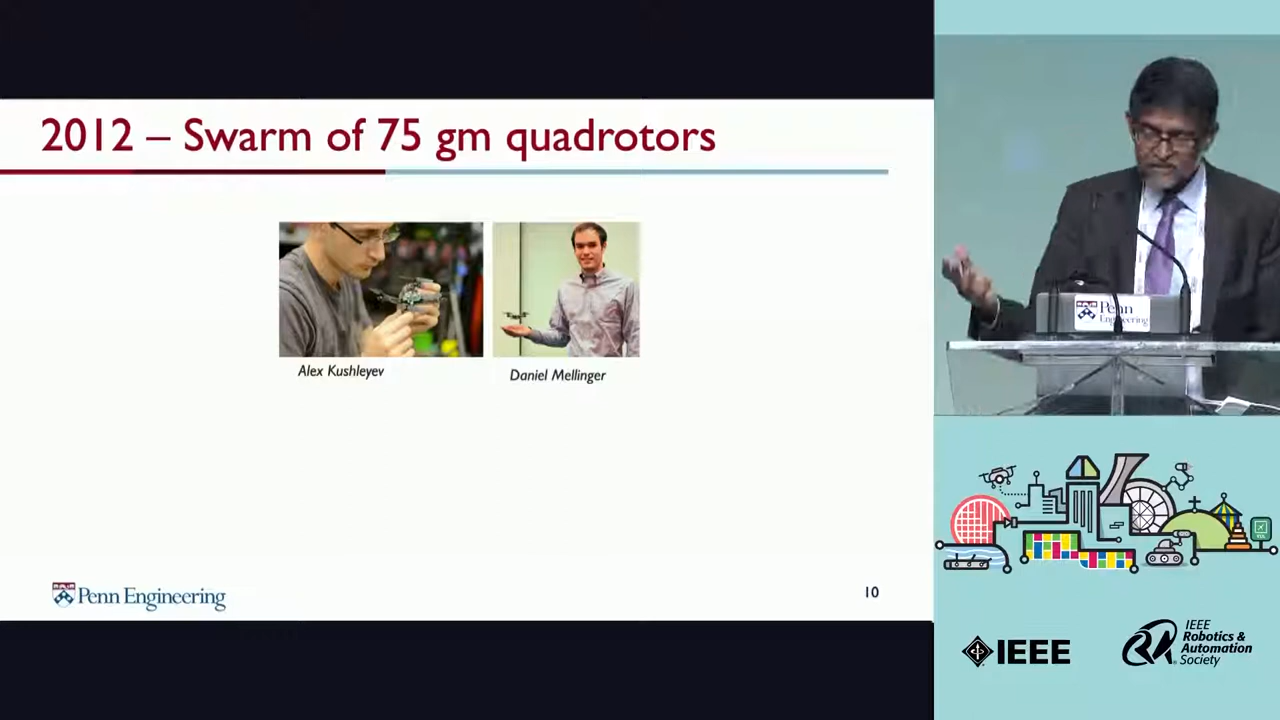 2012 – Swarm of 75 gm quadrotors
Alex Kushleyev
Daniel Mellinger
Penn Engineering
10
Penn
Engineering
IEEE
IEEE
Robotics &
Automation
Society